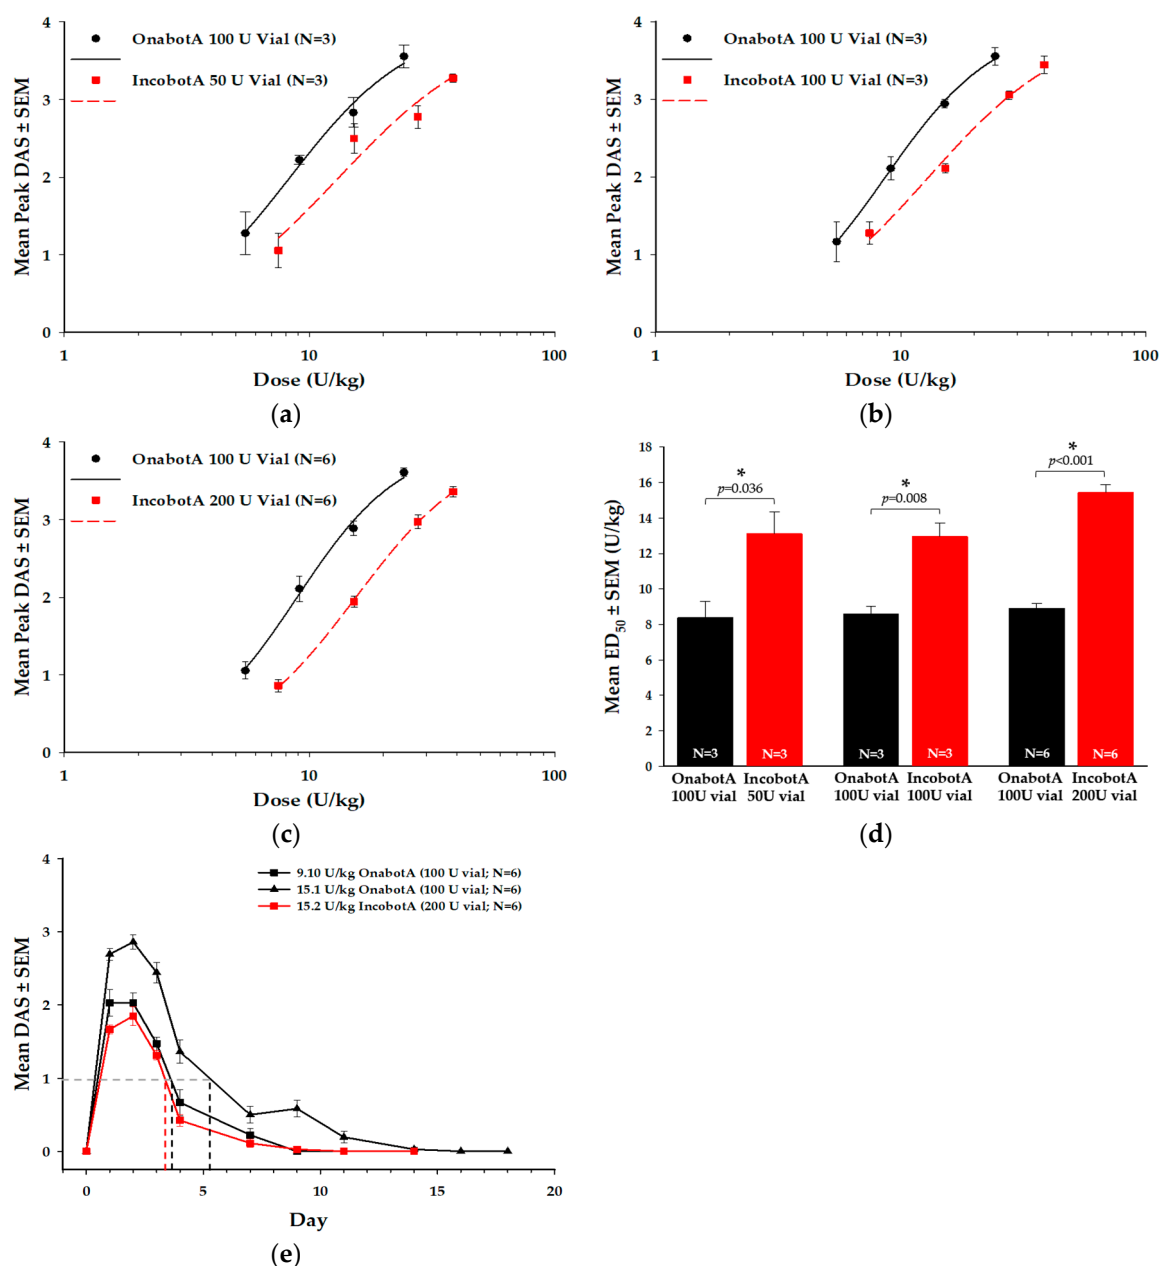 4
3
2
1
0
Mean Peak DAS ± SEM
OnabotA 100 U Vial (N=3)
IncobotA 50 U Vial (N=3)
1
10
100
Dose (U/kg)
(a)
4
3
2
1
0
Mean Peak DAS ± SEM
OnabotA 100 U Vial (N=3)
IncobotA 100 U Vial (N=3)
1
10
100
Dose (U/kg)
(b)
4
3
2
1
0
Mean Peak DAS ± SEM
OnabotA 100 U Vial (N=6)
IncobotA 200 U Vial (N=6)
1
10
100
Dose (U/kg)
(c)
18
16
14
12
10
8
6
4
2
0
Mean ED50 ± SEM (U/kg)
*
p=0.036
*
p=0.008
*
p<0.001
N=3
N=3
N=3
N=3
N=6
N=6
OnabotA
100U vial
IncobotA
50U vial
OnabotA
100U vial
IncobotA
100U vial
OnabotA
100U vial
IncobotA
200U vial
(d)
4
3
2
1
0
Mean DAS ± SEM
9.10 U/kg OnabotA (100 U vial; N=6)
15.1 U/kg OnabotA (100 U vial; N=6)
15.2 U/kg IncobotA (200 U vial; N=6)
0
5
10
15
20
Day
(e)